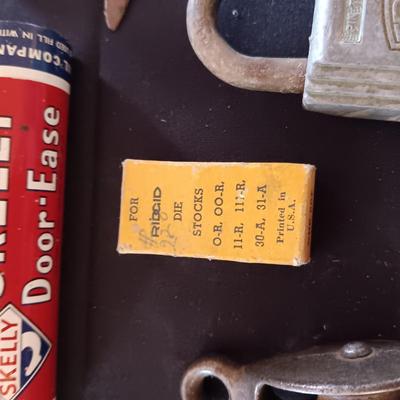 FOR
RIDGID
DIE
STOCKS
O-R, OO-R,
11-R, 111-R,
30-A, 31-A
Printed in
U.S.A.
Door-Ease
SKELLY